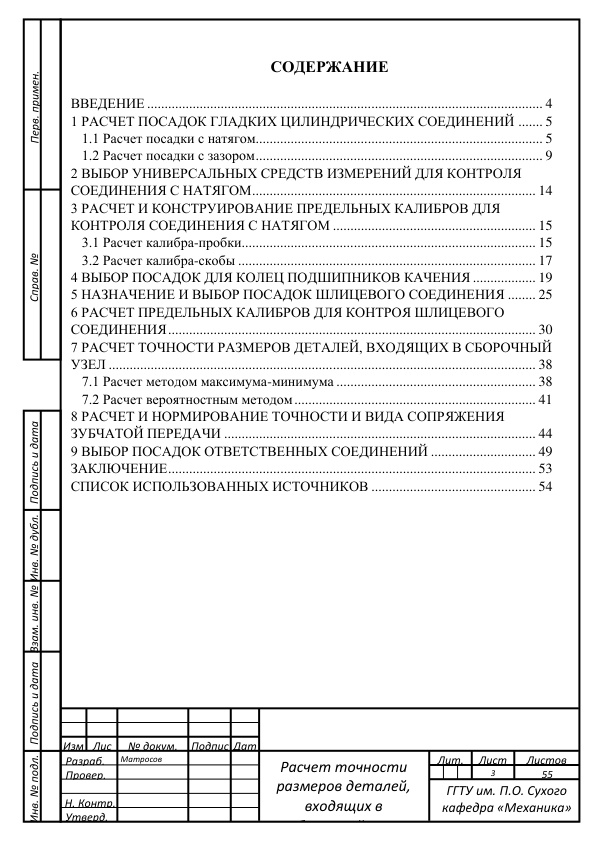 СОДЕРЖАНИЕ
ВВЕДЕНИЕ ........ 4
1 РАСЧЕТ ПОСАДОК ГЛАДКИХ ЦИЛИНДРИЧЕСКИХ СОЕДИНЕНИЙ ....... 5
1.1 Расчет посадки с натягом........ 5
1.2 Расчет посадки с зазором........ 9
2 ВЫБОР УНИВЕРСАЛЬНЫХ СРЕДСТВ ИЗМЕРЕНИЙ ДЛЯ КОНТРОЛЯ
СОЕДИНЕНИЯ С НАТЯГОМ........ 14
3 РАСЧЕТ И КОНСТРУИРОВАНИЕ ПРЕДЕЛЬНЫХ КАЛИБРОВ ДЛЯ
КОНТРОЛЯ СОЕДИНЕНИЯ С НАТЯГОМ ........ 15
3.1 Расчет калибра-пробки........ 15
3.2 Расчет калибра-скобы ........ 17
4 ВЫБОР ПОСАДОК ДЛЯ КОЛЕЦ ПОДШИПНИКОВ КАЧЕНИЯ ........ 19
5 НАЗНАЧЕНИЕ И ВЫБОР ПОСАДОК ШЛИЦЕВОГО СОЕДИНЕНИЯ ........ 25
6 РАСЧЕТ ПРЕДЕЛЬНЫХ КАЛИБРОВ ДЛЯ КОНТРОЯ ШЛИЦЕВОГО
СОЕДИНЕНИЯ........ 30
7 РАСЧЕТ ТОЧНОСТИ РАЗМЕРОВ ДЕТАЛЕЙ, ВХОДЯЩИХ В СБОРОЧНЫЙ
УЗЕЛ ........ 38
7.1 Расчет методом максимума-минимума ........ 38
7.2 Расчет вероятностным методом ........ 41
8 РАСЧЕТ И НОРМИРОВАНИЕ ТОЧНОСТИ И ВИДА СОПРЯЖЕНИЯ
ЗУБЧАТОЙ ПЕРЕДАЧИ ........ 44
9 ВЫБОР ПОСАДОК ОТВЕТСТВЕННЫХ СОЕДИНЕНИЙ ........ 49
ЗАКЛЮЧЕНИЕ........ 53
СПИСОК ИСПОЛЬЗОВАННЫХ ИСТОЧНИКОВ ........ 54
Перв. примен.
Справ. №
Подпись и дата
Инв. № дубл.
Взам. инв. №
Подпись и дата
Инв. № подл.
Изм Лис № докум. Подпис Дат
Разраб. Матросов
Провер.
Н. Контр.
Утверд.
Расчет точности
размеров деталей,
входящих в
Лит. Лист Листов
3 55
ГГТУ им. П.О. Сухого
кафедра «Механика»